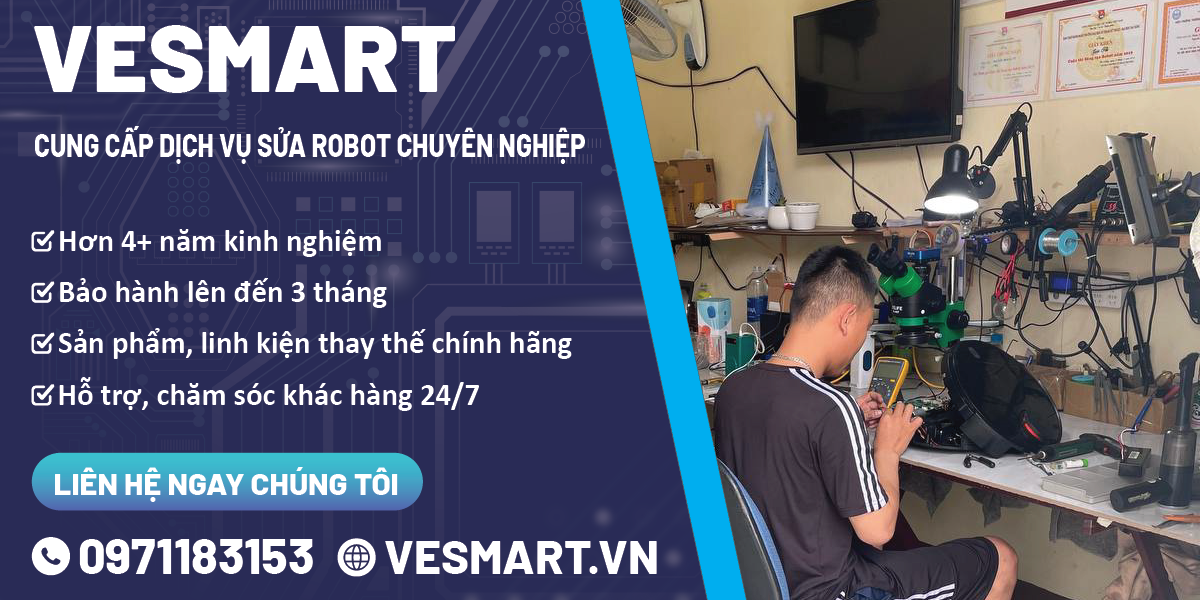 VESMART
CUNG CẤP DỊCH VỤ SỬA ROBOT CHUYÊN NGHIỆP
Hơn 4+ năm kinh nghiệm
Bảo hành lên đến 3 tháng
Sản phẩm, linh kiện thay thế chính hãng
Hỗ trợ, chăm sóc khác hàng 24/7
LIÊN HỆ NGAY CHÚNG TÔI
0971183153
VESMART.VN
GIẤY KHEN